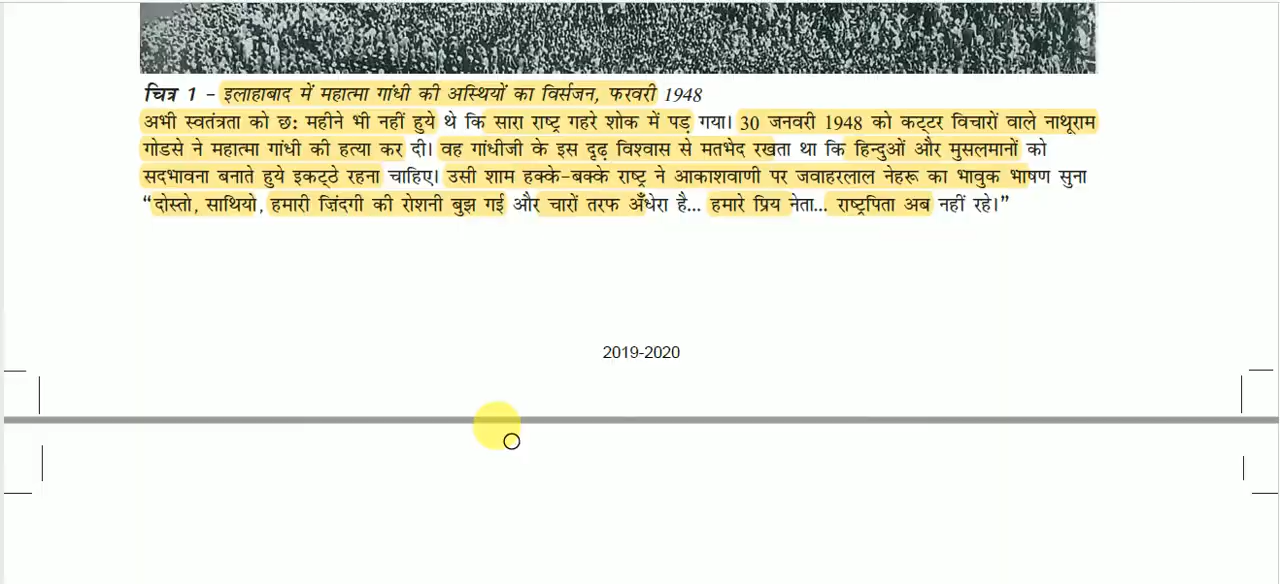 चित्र 1 – इलाहाबाद में महात्मा गांधी की अस्थियों का विर्सजन, फरवरी 1948
अभी स्वतंत्रता को छ: महीने भी नहीं हुये थे कि सारा राष्ट्र गहरे शोक में पड़ गया। 30 जनवरी 1948 को कट्टर विचारों वाले नाथूराम
गोडसे ने महात्मा गांधी की हत्या कर दी। वह गांधीजी के इस दृढ़ विश्वास से मतभेद रखता था कि हिन्दुओं और मुसलमानों को
सदभावना बनाते हुये इकट्ठे रहना चाहिए। उसी शाम हक्के-बक्के राष्ट्र ने आकाशवाणी पर जवाहरलाल नेहरू का भावुक भाषण सुना
“दोस्तो, साथियो, हमारी ज़िंदगी की रोशनी बुझ गई और चारों तरफ अँधेरा है... हमारे प्रिय नेता... राष्ट्रपिता अब नहीं रहे।”
2019-2020